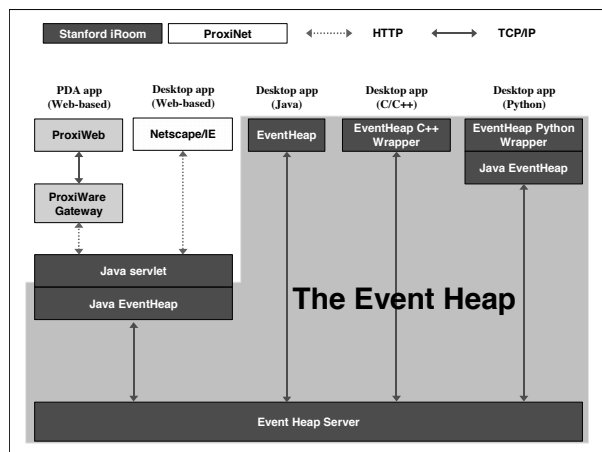 Stanford iRoom
ProxiNet
HTTP
TCP/IP
PDA app
(Web-based)
Desktop app
(Web-based)
Desktop app
(Java)
Desktop app
(C/C++)
Desktop app
(Python)
ProxiWeb
Netscape/IE
EventHeap
EventHeap C++
Wrapper
EventHeap Python
Wrapper
Java EventHeap
ProxiWare
Gateway
Java servlet
Java EventHeap
The Event Heap
Event Heap Server